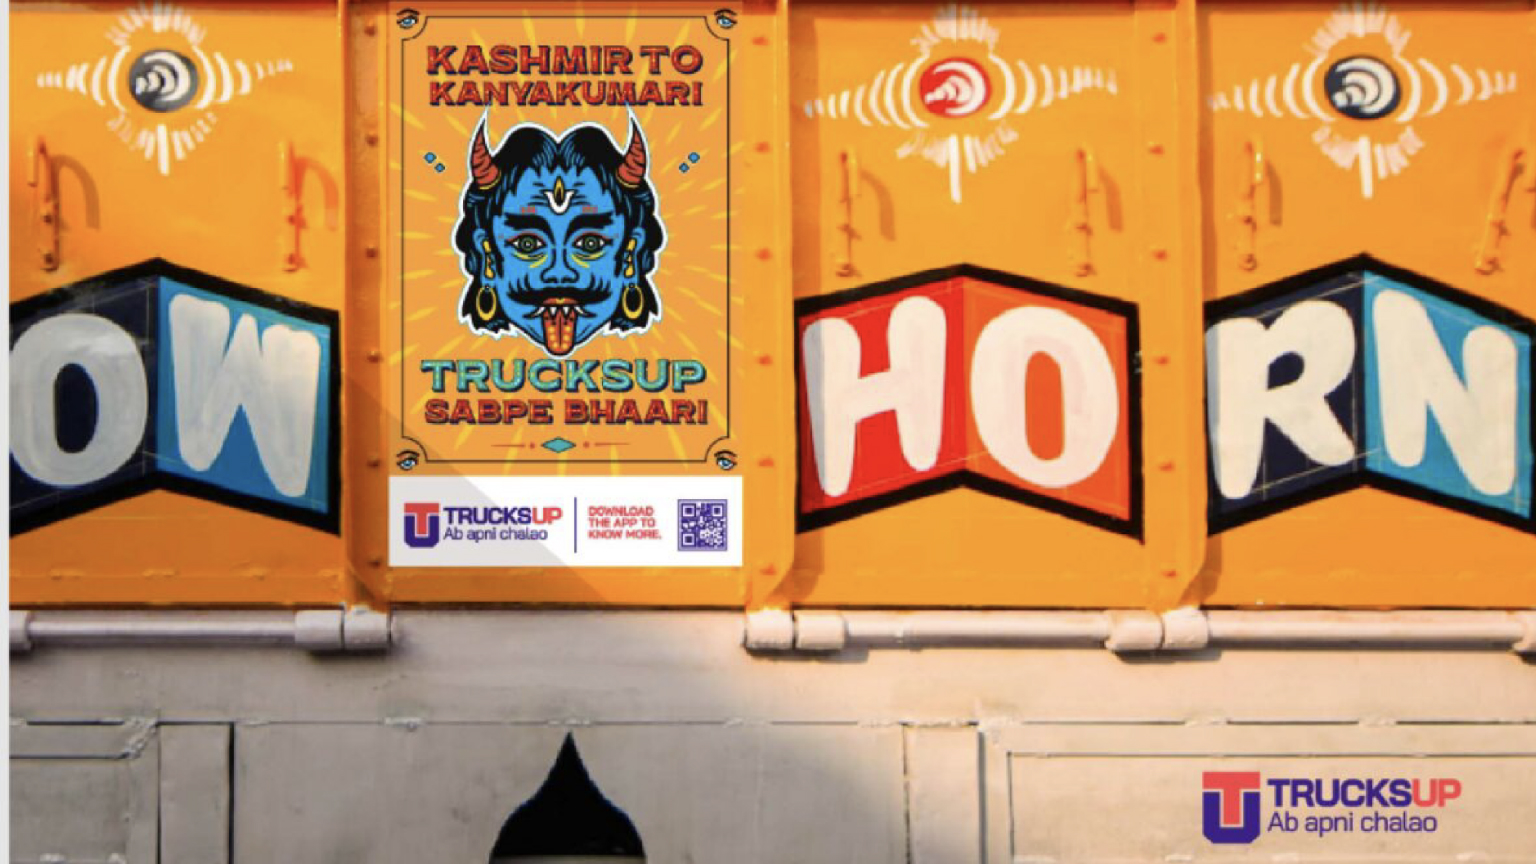 KASHMIR TO
KANYAKUMARI
TRUCKSUP
SABPE BHAARI
OW
HORN
TRUCKSUP
Ab apni chalao
DOWNLOAD
THE APP TO
KNOW MORE.
TRUCKSUP
Ab apni chalao